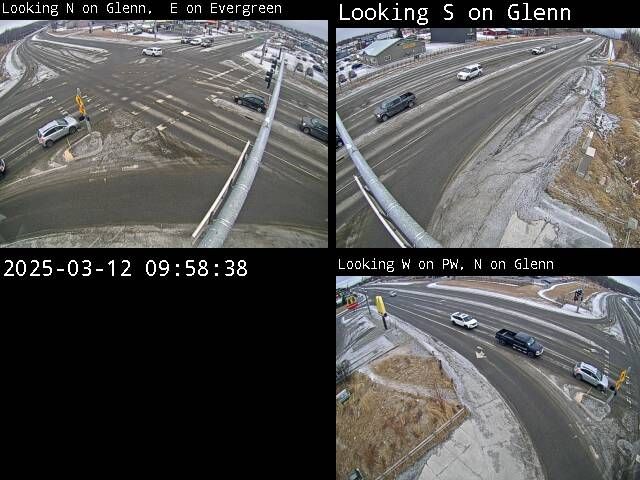 Looking N on Glenn,  E on Evergreen
Looking S on Glenn
2025-03-12 09:58:38
Looking W on PW, N on Glenn